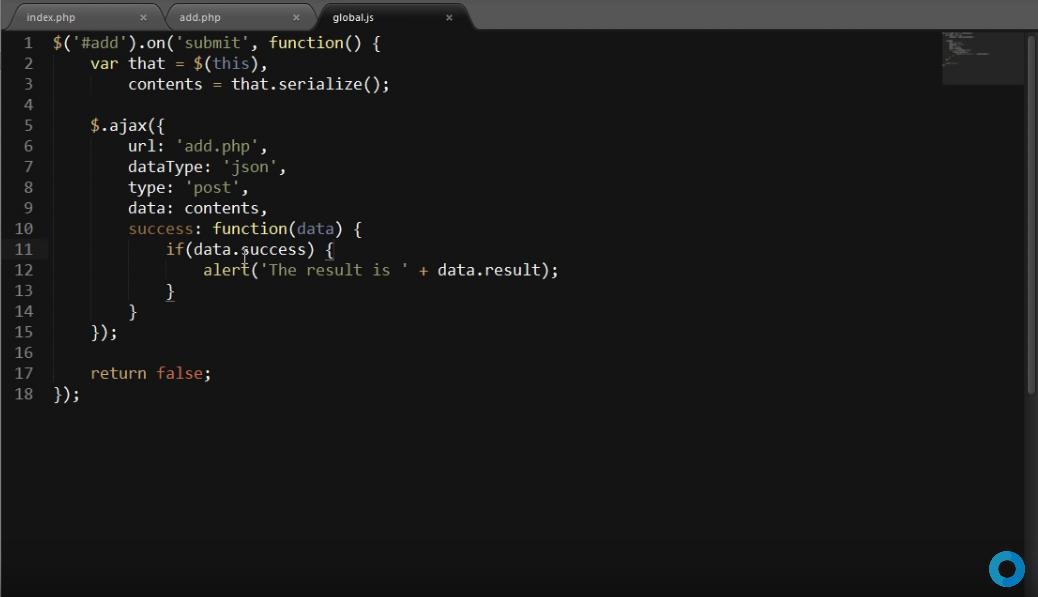 index.php × add.php × global.js ×
1 $('#add').on('submit', function() {
2     var that = $(this),
3         contents = that.serialize();
4
5     $.ajax({
6         url: 'add.php',
7         dataType: 'json',
8         type: 'post',
9         data: contents,
10         success: function(data) {
11             if(data.success) {
12                 alert('The result is ' + data.result);
13             }
14         }
15     });
16
17     return false;
18 });